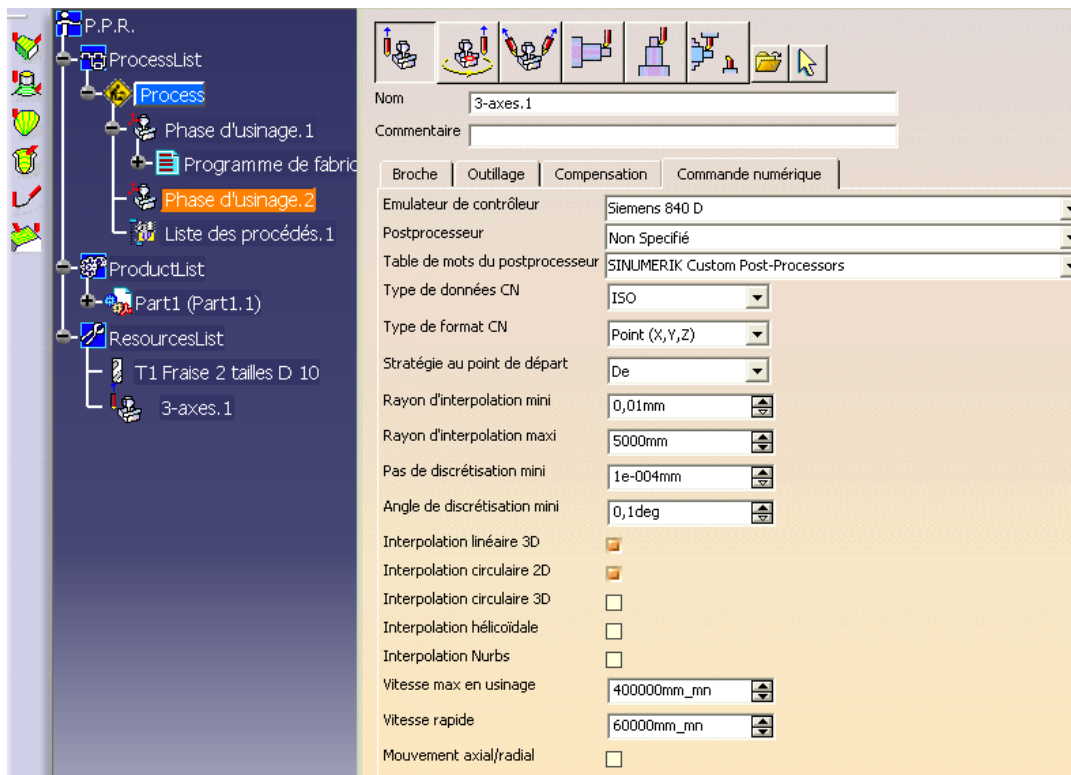 P.P.R.
ProcessList
Process
Phase d'usinage.1
Programme de fabric
Phase d'usinage.2
Liste des procédés.1
ProductList
Part1 (Part1.1)
ResourcesList
T1 Fraise 2 tailles D 10
3-axes.1
Nom 3-axes.1
Commentaire
Broche Outillage Compensation Commande numérique
Emulateur de contrôleur Siemens 840 D
Postprocesseur Non Specifié
Table de mots du postprocesseur SINUMERIK Custom Post-Processors
Type de données CN ISO
Type de format CN Point (X,Y,Z)
Stratégie au point de départ De
Rayon d'interpolation mini 0,01mm
Rayon d'interpolation maxi 5000mm
Pas de discrétisation mini 1e-004mm
Angle de discrétisation mini 0,1deg
Interpolation linéaire 3D
Interpolation circulaire 2D
Interpolation circulaire 3D
Interpolation hélicoïdale
Interpolation Nurbs
Vitesse max en usinage 400000mm_mn
Vitesse rapide 60000mm_mn
Mouvement axial/radial